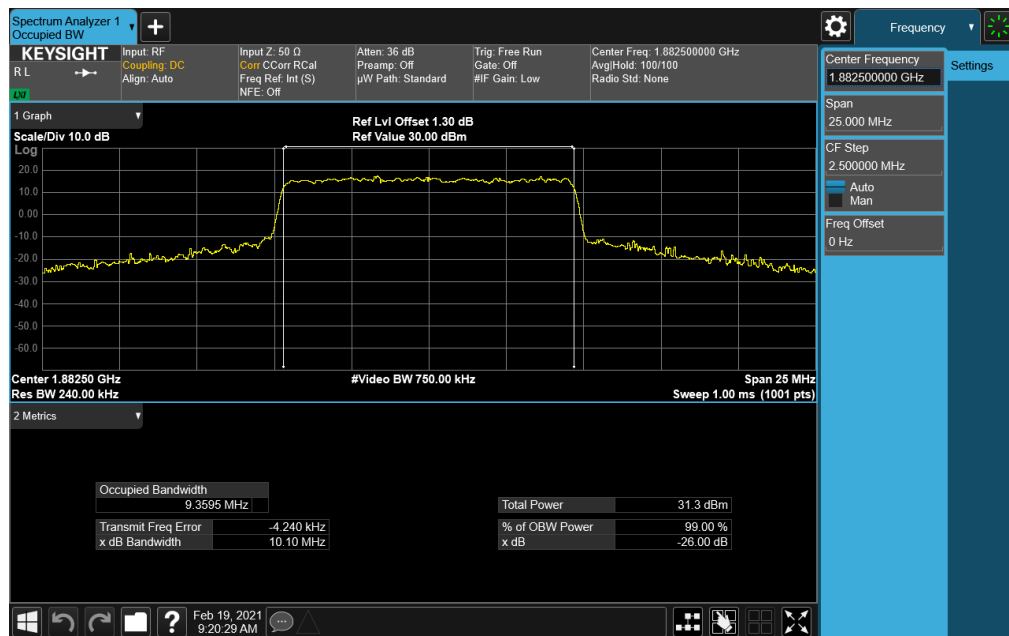 Spectrum Analyzer 1
Occupied BW
Frequency
KEYSIGHT
R L
LXI
Input: RF
Coupling: DC
Align: Auto
Input Z: 50 Ω
Corr CCorr RCal
Freq Ref: Int (S)
NFE: Off
Atten: 36 dB
Preamp: Off
µW Path: Standard
Trig: Free Run
Gate: Off
#IF Gain: Low
Center Freq: 1.882500000 GHz
Avg|Hold: 100/100
Radio Std: None
Center Frequency
1.882500000 GHz
Settings
Span
25.000 MHz
CF Step
2.500000 MHz
Auto
Man
Freq Offset
0 Hz
1 Graph
Scale/Div 10.0 dB
Ref Lvl Offset 1.30 dB
Ref Value 30.00 dBm
Log
20.0
10.0
0.00
-10.0
-20.0
-30.0
-40.0
-50.0
-60.0
Center 1.88250 GHz
#Video BW 750.00 kHz
Span 25 MHz
Res BW 240.00 kHz
Sweep 1.00 ms (1001 pts)
2 Metrics
Occupied Bandwidth
9.3595 MHz
Total Power 31.3 dBm
Transmit Freq Error -4.240 kHz
% of OBW Power 99.00 %
x dB Bandwidth 10.10 MHz
x dB -26.00 dB
?
Feb 19, 2021
9:20:29 AM